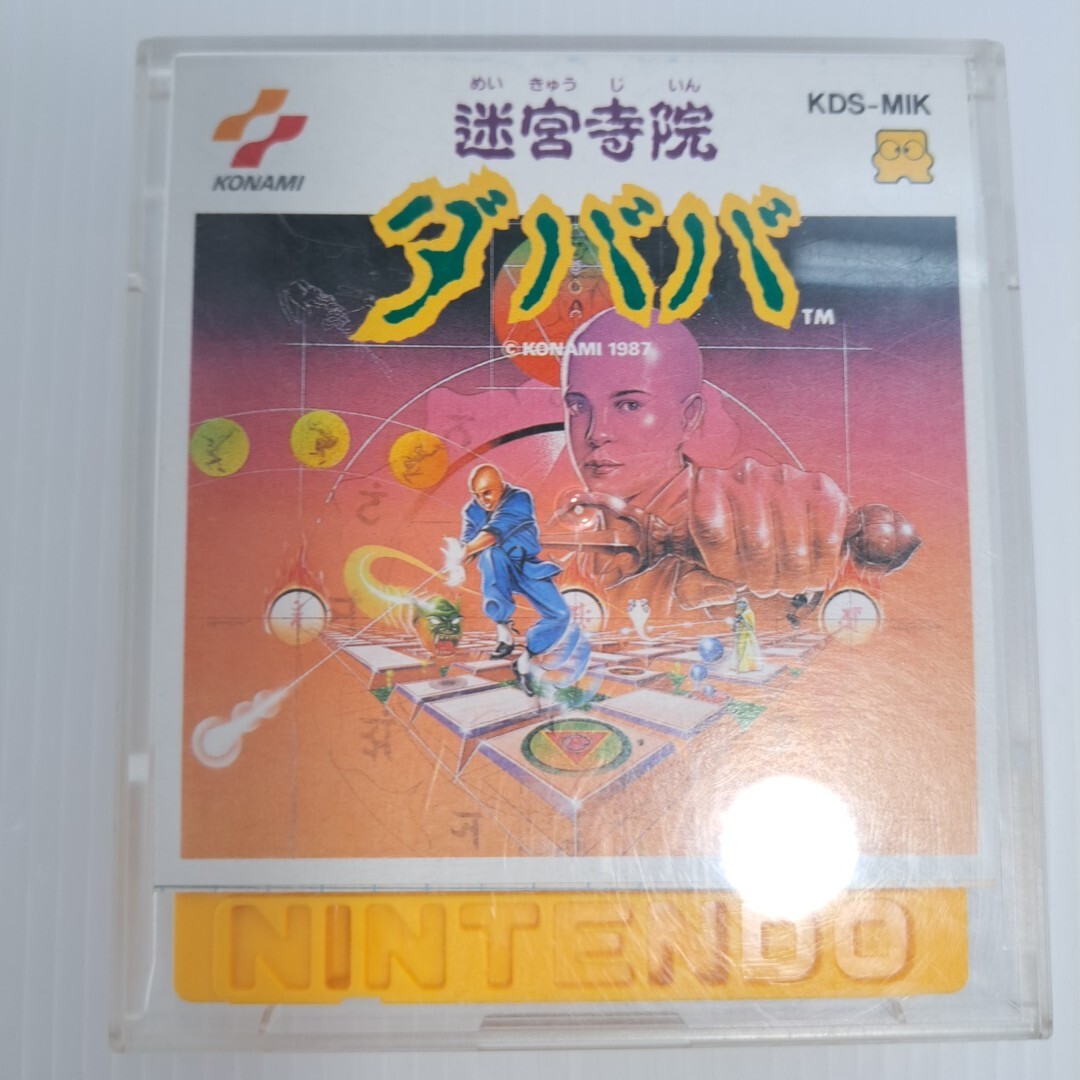 めい きゅう じ いん
迷宮寺院
KDS-MIK
KONAMI
ダババ
TM
© KONAMI 1987
NINTENDO